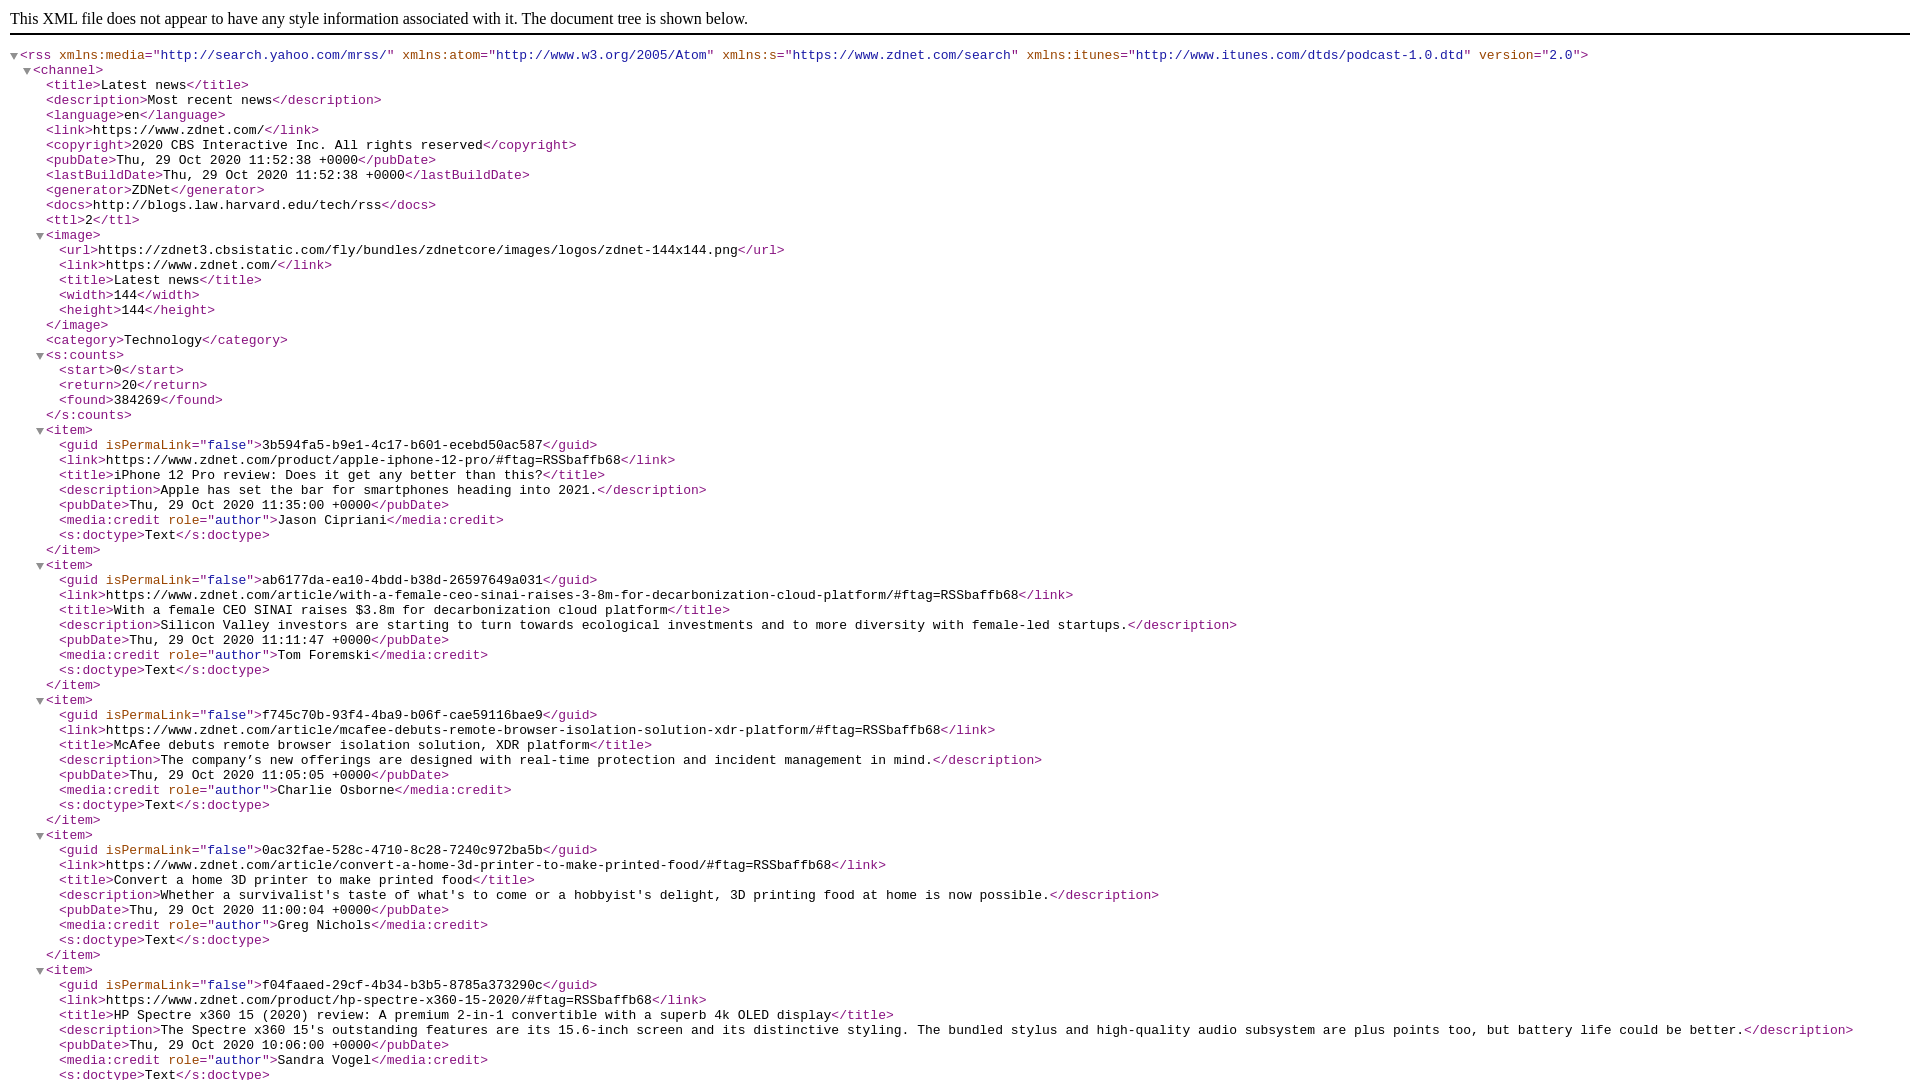 This XML file does not appear to have any style information associated with it. The document tree is shown below.
<rss xmlns:media="http://search.yahoo.com/mrss/" xmlns:atom="http://www.w3.org/2005/Atom" xmlns:s="https://www.zdnet.com/search" xmlns:itunes="http://www.itunes.com/dtds/podcast-1.0.dtd" version="2.0">
<channel>
<title>Latest news</title>
<description>Most recent news</description>
<language>en</language>
<link>https://www.zdnet.com/</link>
<copyright>2020 CBS Interactive Inc. All rights reserved</copyright>
<pubDate>Thu, 29 Oct 2020 11:52:38 +0000</pubDate>
<lastBuildDate>Thu, 29 Oct 2020 11:52:38 +0000</lastBuildDate>
<generator>ZDNet</generator>
<docs>http://blogs.law.harvard.edu/tech/rss</docs>
<ttl>2</ttl>
<image>
<url>https://zdnet3.cbsistatic.com/fly/bundles/zdnetcore/images/logos/zdnet-144x144.png</url>
<link>https://www.zdnet.com/</link>
<title>Latest news</title>
<width>144</width>
<height>144</height>
</image>
<category>Technology</category>
<s:counts>
<start>0</start>
<return>20</return>
<found>384269</found>
</s:counts>
<item>
<guid isPermaLink="false">3b594fa5-b9e1-4c17-b601-ecebd50ac587</guid>
<link>https://www.zdnet.com/product/apple-iphone-12-pro/#ftag=RSSbaffb68</link>
<title>iPhone 12 Pro review: Does it get any better than this?</title>
<description>Apple has set the bar for smartphones heading into 2021.</description>
<pubDate>Thu, 29 Oct 2020 11:35:00 +0000</pubDate>
<media:credit role="author">Jason Cipriani</media:credit>
<s:doctype>Text</s:doctype>
</item>
<item>
<guid isPermaLink="false">ab6177da-ea10-4bdd-b38d-26597649a031</guid>
<link>https://www.zdnet.com/article/with-a-female-ceo-sinai-raises-3-8m-for-decarbonization-cloud-platform/#ftag=RSSbaffb68</link>
<title>With a female CEO SINAI raises $3.8m for decarbonization cloud platform</title>
<description>Silicon Valley investors are starting to turn towards ecological investments and to more diversity with female-led startups.</description>
<pubDate>Thu, 29 Oct 2020 11:11:47 +0000</pubDate>
<media:credit role="author">Tom Foremski</media:credit>
<s:doctype>Text</s:doctype>
</item>
<item>
<guid isPermaLink="false">f745c70b-93f4-4ba9-b06f-cae59116bae9</guid>
<link>https://www.zdnet.com/article/mcafee-debuts-remote-browser-isolation-solution-xdr-platform/#ftag=RSSbaffb68</link>
<title>McAfee debuts remote browser isolation solution, XDR platform</title>
<description>The company’s new offerings are designed with real-time protection and incident management in mind.</description>
<pubDate>Thu, 29 Oct 2020 11:05:05 +0000</pubDate>
<media:credit role="author">Charlie Osborne</media:credit>
<s:doctype>Text</s:doctype>
</item>
<item>
<guid isPermaLink="false">0ac32fae-528c-4710-8c28-7240c972ba5b</guid>
<link>https://www.zdnet.com/article/convert-a-home-3d-printer-to-make-printed-food/#ftag=RSSbaffb68</link>
<title>Convert a home 3D printer to make printed food</title>
<description>Whether a survivalist's taste of what's to come or a hobbyist's delight, 3D printing food at home is now possible.</description>
<pubDate>Thu, 29 Oct 2020 11:00:04 +0000</pubDate>
<media:credit role="author">Greg Nichols</media:credit>
<s:doctype>Text</s:doctype>
</item>
<item>
<guid isPermaLink="false">f04faaed-29cf-4b34-b3b5-8785a373290c</guid>
<link>https://www.zdnet.com/product/hp-spectre-x360-15-2020/#ftag=RSSbaffb68</link>
<title>HP Spectre x360 15 (2020) review: A premium 2-in-1 convertible with a superb 4k OLED display</title>
<description>The Spectre x360 15's outstanding features are its 15.6-inch screen and its distinctive styling. The bundled stylus and high-quality audio subsystem are plus points too, but battery life could be better.</description>
<pubDate>Thu, 29 Oct 2020 10:06:00 +0000</pubDate>
<media:credit role="author">Sandra Vogel</media:credit>
<s:doctype>Text</s:doctype>